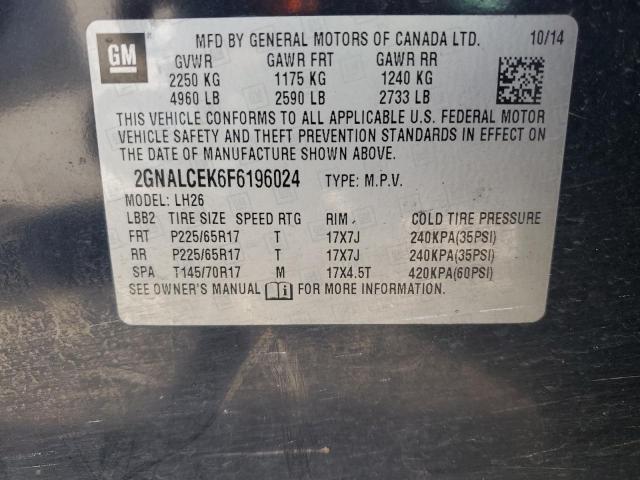 GM
MFD BY GENERAL MOTORS OF CANADA LTD. 10/14
GVWR GAWR FRT GAWR RR
2250 KG 1175 KG 1240 KG
4960 LB 2590 LB 2733 LB
THIS VEHICLE CONFORMS TO ALL APPLICABLE U.S. FEDERAL MOTOR
VEHICLE SAFETY AND THEFT PREVENTION STANDARDS IN EFFECT ON
THE DATE OF MANUFACTURE SHOWN ABOVE.
2GNALCEK6F6196024 TYPE: M.P.V.
MODEL: LH26
LBB2 TIRE SIZE SPEED RTG RIM COLD TIRE PRESSURE
FRT P225/65R17 T 17X7J 240KPA(35PSI)
RR P225/65R17 T 17X7J 240KPA(35PSI)
SPA T145/70R17 M 17X4.5T 420KPA(60PSI)
SEE OWNER'S MANUAL i FOR MORE INFORMATION.